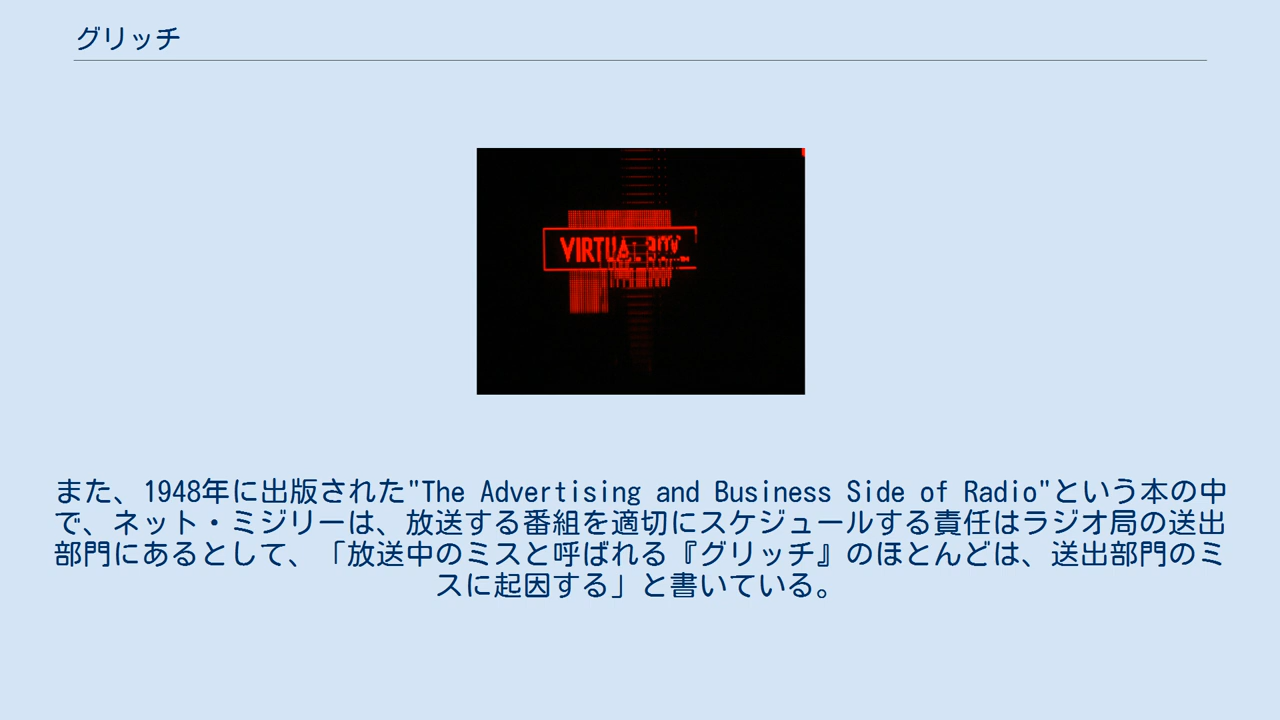 グリッチ
VIRTUAL BOY
また、1948年に出版された"The Advertising and Business Side of Radio"という本の中
で、ネット・ミジリーは、放送する番組を適切にスケジュールする責任はラジオ局の送出
部門にあるとして、「放送中のミスと呼ばれる『グリッチ』のほとんどは、送出部門のミ
スに起因する」と書いている。